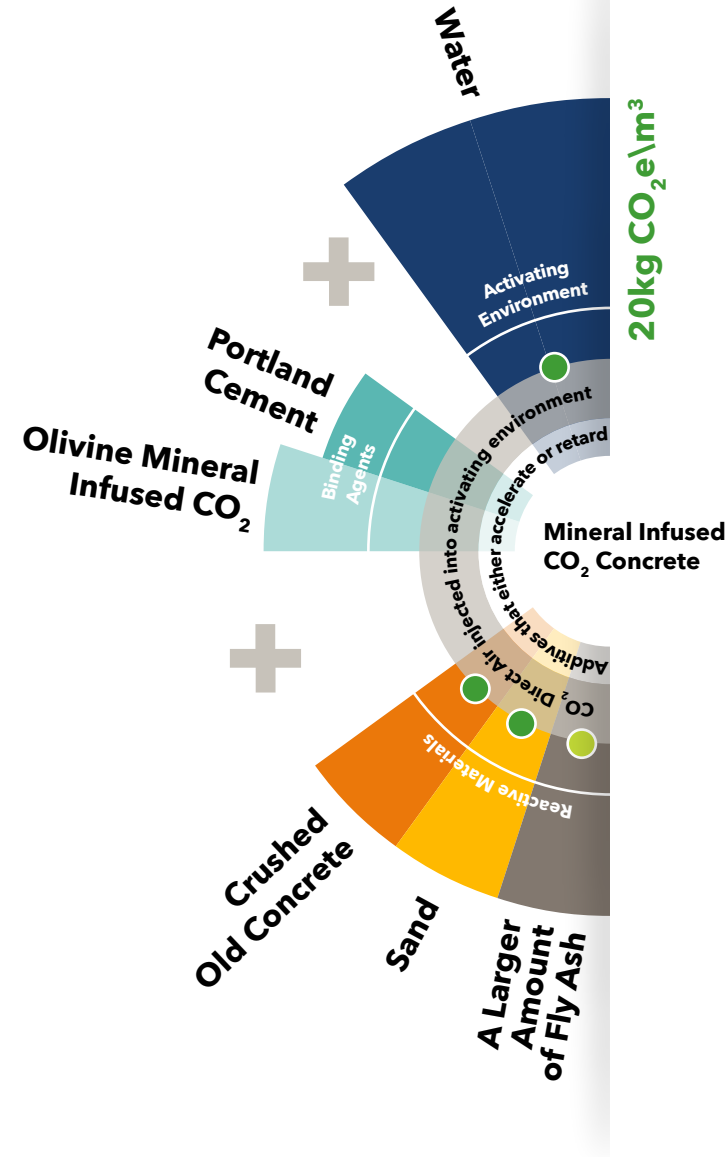 Water
20kg CO₂e\m³
Activating
Environment
Portland
Cement
Binding
Agents
Olivine Mineral
Infused CO₂
Mineral Infused
CO₂ Concrete
CO₂ Direct Air injected into activating environment
Additives that either accelerate or retard
Reactive Materials
Crushed
Old Concrete
Sand
A Larger
Amount
of Fly Ash